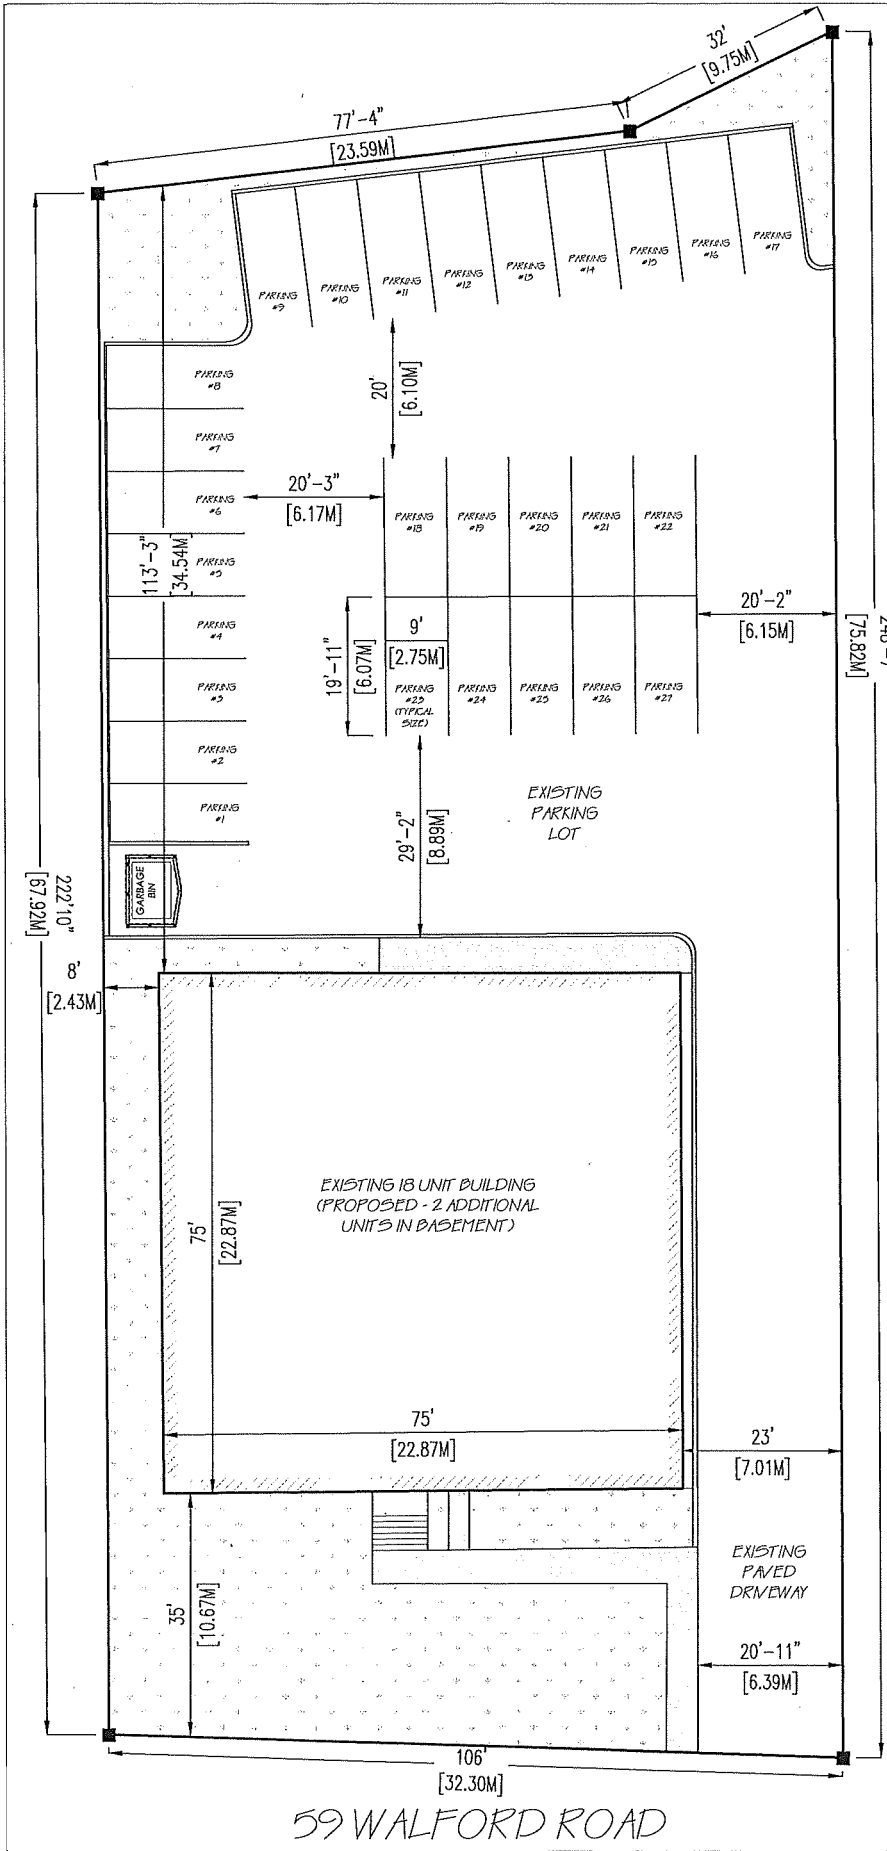 32'
[9.75M]
77'-4"
[23.59M]
PARKING
#9
PARKING
#10
PARKING
#11
PARKING
#12
PARKING
#13
PARKING
#14
PARKING
#15
PARKING
#16
PARKING
#17
PARKING
#8
PARKING
#7
PARKING
#6
PARKING
#5
PARKING
#4
PARKING
#3
PARKING
#2
PARKING
#1
20'
[6.10M]
20'-3"
[6.17M]
113'-3"
[34.54M]
PARKING
#18
PARKING
#19
PARKING
#20
PARKING
#21
PARKING
#22
9'
[2.75M]
19'-11"
[6.07M]
PARKING
#23
(TYPICAL
SIZE)
PARKING
#24
PARKING
#25
PARKING
#26
PARKING
#27
20'-2"
[6.15M]
[75.82M]
29'-2"
[8.89M]
EXISTING
PARKING
LOT
GARBAGE
BIN
222'10"
[67.92M]
8'
[2.43M]
EXISTING 18 UNIT BUILDING
(PROPOSED - 2 ADDITIONAL
UNITS IN BASEMENT)
75'
[22.87M]
75'
[22.87M]
23'
[7.01M]
35'
[10.67M]
EXISTING
PAVED
DRIVEWAY
20'-11"
[6.39M]
106'
[32.30M]
59 WALFORD ROAD